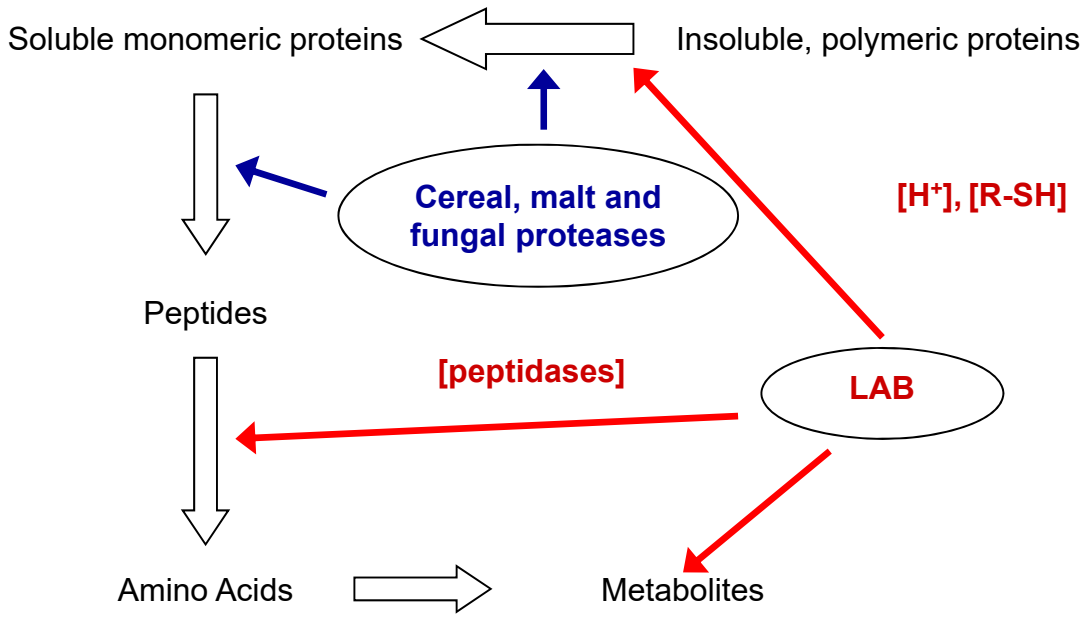 Soluble monomeric proteins
Insoluble, polymeric proteins
Cereal, malt and
fungal proteases
[H⁺], [R-SH]
Peptides
[peptidases]
LAB
Amino Acids
Metabolites